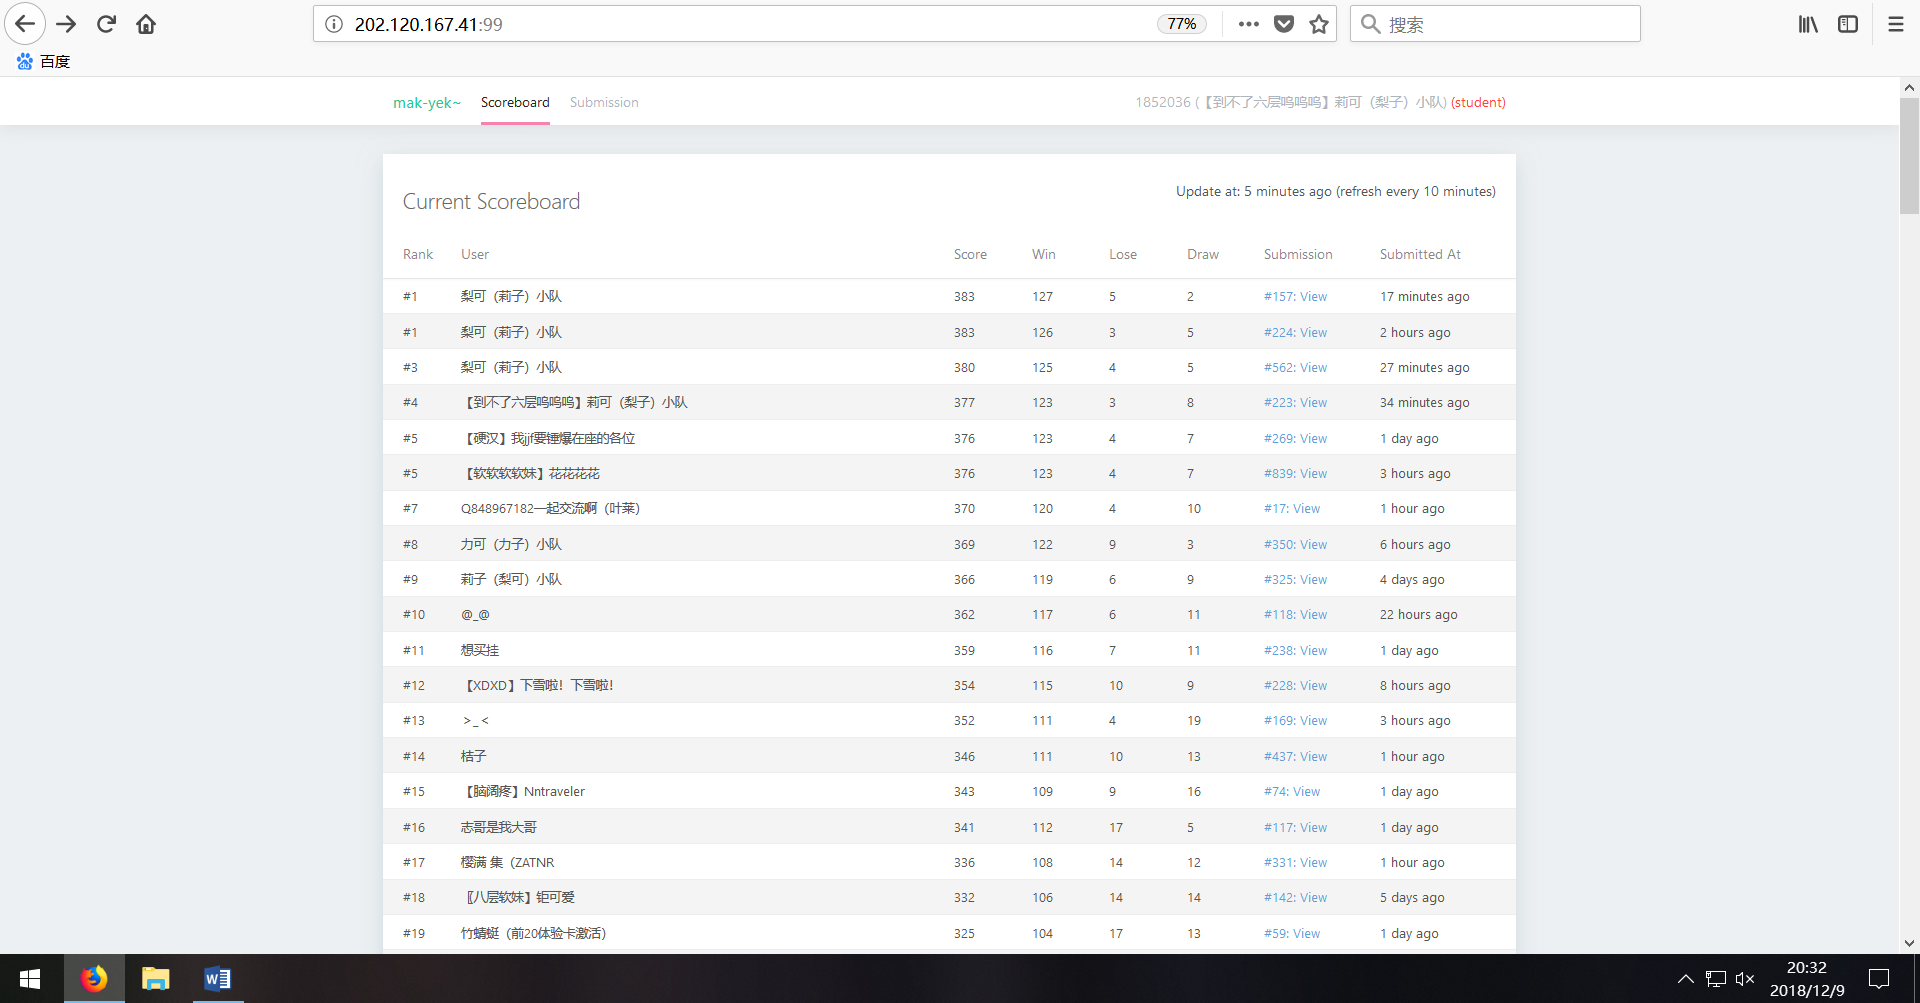 202.120.167.41:99 77% 搜索
百度
mak-yek~ Scoreboard Submission 1852036 (【到不了六层呜呜呜】莉可（梨子）小队) (student)
Current Scoreboard Update at: 5 minutes ago (refresh every 10 minutes)
Rank User Score Win Lose Draw Submission Submitted At
#1 梨可（莉子）小队 383 127 5 2 #157: View 17 minutes ago
#1 梨可（莉子）小队 383 126 3 5 #224: View 2 hours ago
#3 梨可（莉子）小队 380 125 4 5 #562: View 27 minutes ago
#4 【到不了六层呜呜呜】莉可（梨子）小队 377 123 3 8 #223: View 34 minutes ago
#5 【硬汉】我jjf要锤爆在座的各位 376 123 4 7 #269: View 1 day ago
#5 【软软软软妹】花花花花 376 123 4 7 #839: View 3 hours ago
#7 Q848967182一起交流啊（叶莱） 370 120 4 10 #17: View 1 hour ago
#8 力可（力子）小队 369 122 9 3 #350: View 6 hours ago
#9 莉子（梨可）小队 366 119 6 9 #325: View 4 days ago
#10 @_@ 362 117 6 11 #118: View 22 hours ago
#11 想买挂 359 116 7 11 #238: View 1 day ago
#12 【XDXD】下雪啦！下雪啦！ 354 115 10 9 #228: View 8 hours ago
#13 >_< 352 111 4 19 #169: View 3 hours ago
#14 桔子 346 111 10 13 #437: View 1 hour ago
#15 【脑阔疼】Nntraveler 343 109 9 16 #74: View 1 day ago
#16 志哥是我大哥 341 112 17 5 #117: View 1 day ago
#17 樱满 集（ZATNR 336 108 14 12 #331: View 1 hour ago
#18 〖八层软妹】钜可爱 332 106 14 14 #142: View 5 days ago
#19 竹蜻蜓（前20体验卡激活） 325 104 17 13 #59: View 1 day ago
20:32
2018/12/9